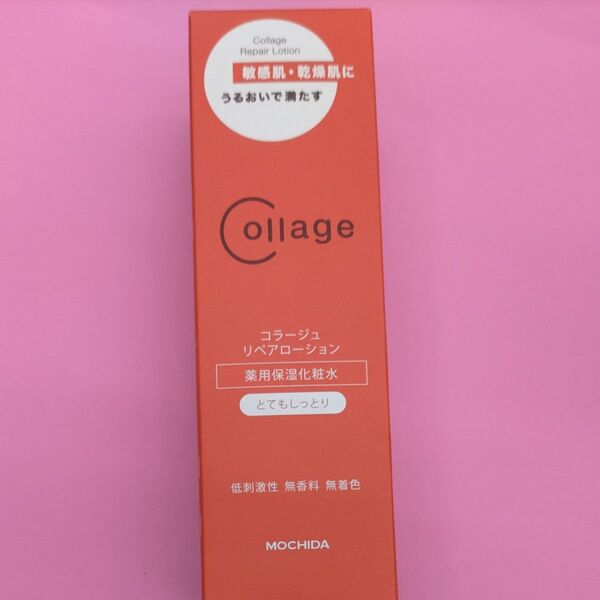 Collage
Repair Lotion
敏感肌・乾燥肌に
うるおいで満たす
Collage
コラージュ
リペアローション
薬用保湿化粧水
とてもしっとり
低刺激性 無香料 無着色
MOCHIDA